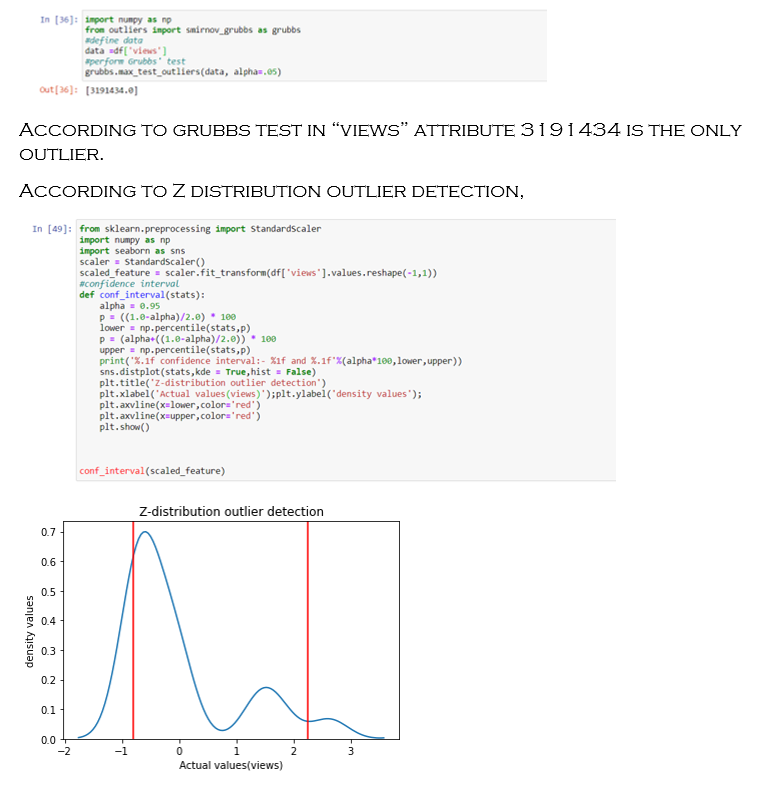 In [36]: import numpy as np
from outliers import smirnov_grubbs as grubbs
#define data
data =df['views']
#perform Grubbs' test
grubbs.max_test_outliers(data, alpha=.05)
Out[36]: [3191434.0]
ACCORDING TO GRUBBS TEST IN “VIEWS” ATTRIBUTE 3191434 IS THE ONLY
OUTLIER.
ACCORDING TO Z DISTRIBUTION OUTLIER DETECTION,
In [49]: from sklearn.preprocessing import StandardScaler
import numpy as np
import seaborn as sns
scaler = StandardScaler()
scaled_feature = scaler.fit_transform(df['views'].values.reshape(-1,1))
#confidence interval
def conf_interval(stats):
alpha = 0.95
p = ((1.0-alpha)/2.0) * 100
lower = np.percentile(stats,p)
p = (alpha+((1.0-alpha)/2.0)) * 100
upper = np.percentile(stats,p)
print('%.1f confidence interval:- %1f and %.1f'%(alpha*100,lower,upper))
sns.distplot(stats,kde = True,hist = False)
plt.title('Z-distribution outlier detection')
plt.xlabel('Actual values(views)');plt.ylabel('density values');
plt.axvline(x=lower,color='red')
plt.axvline(x=upper,color='red')
plt.show()
conf_interval(scaled_feature)
Z-distribution outlier detection
0.7
0.6
0.5
0.4
0.3
0.2
0.1
0.0
density values
−2 −1 0 1 2 3
Actual values(views)